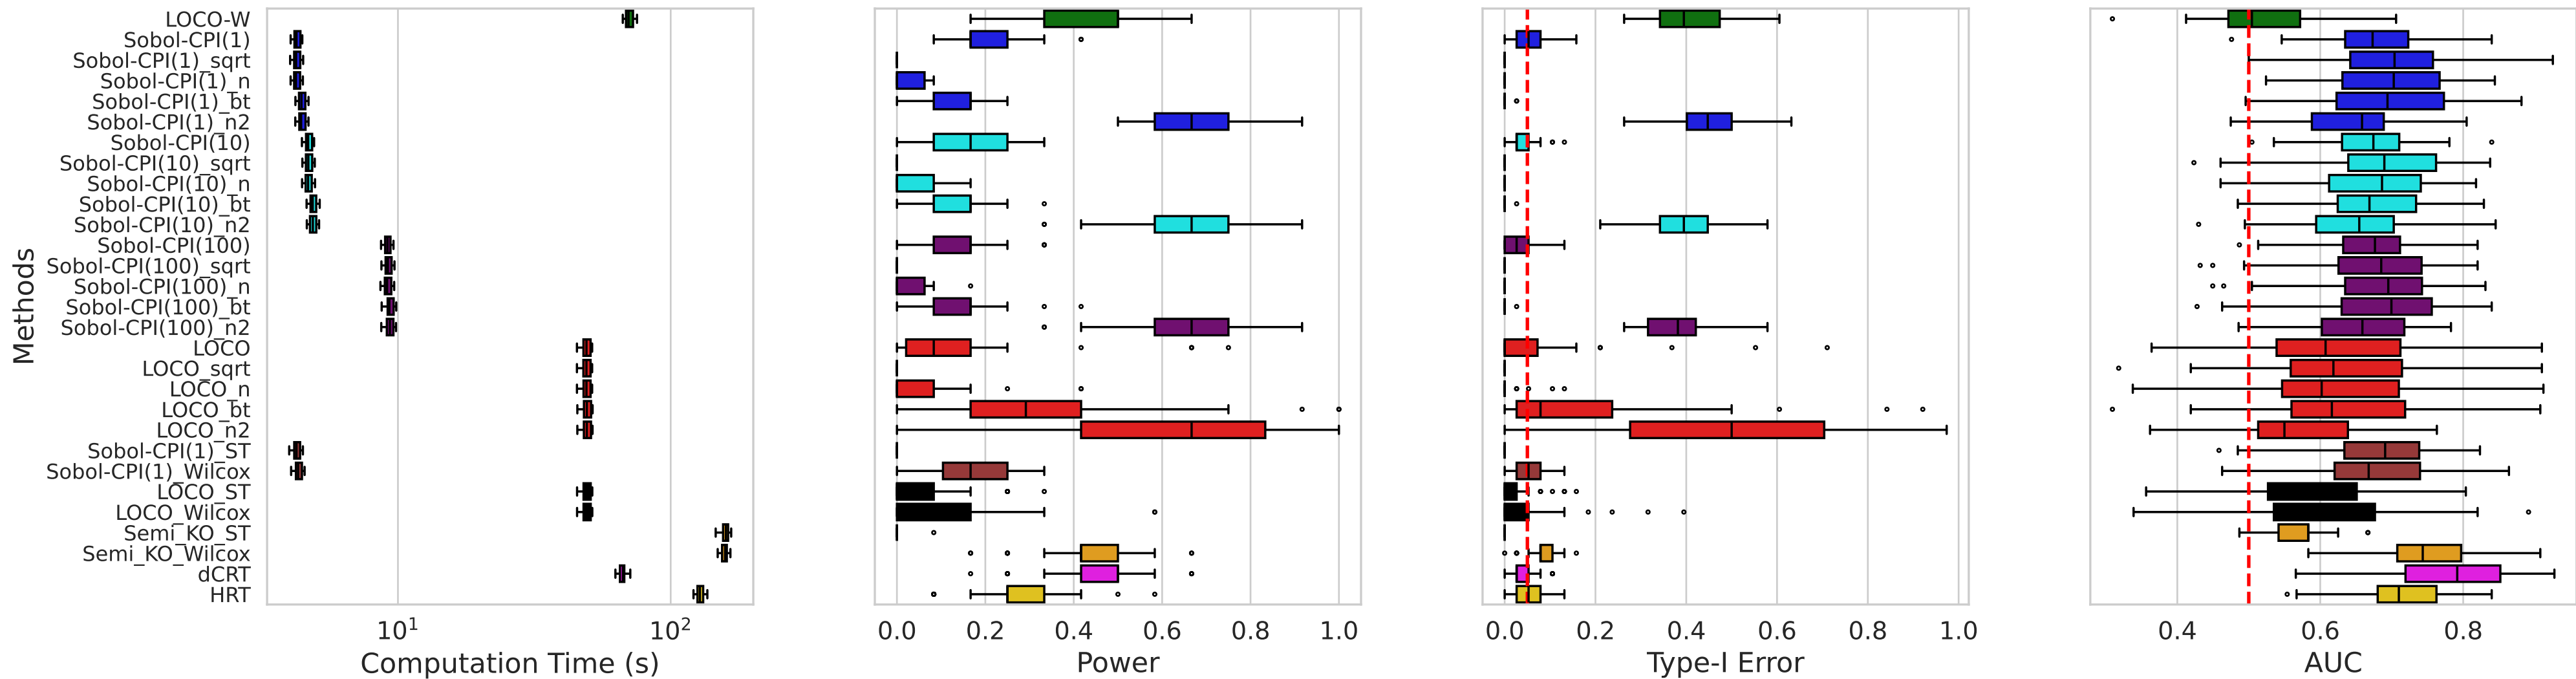 Methods
LOCO-W
Sobol-CPI(1)
Sobol-CPI(1)_sqrt
Sobol-CPI(1)_n
Sobol-CPI(1)_bt
Sobol-CPI(1)_n2
Sobol-CPI(10)
Sobol-CPI(10)_sqrt
Sobol-CPI(10)_n
Sobol-CPI(10)_bt
Sobol-CPI(10)_n2
Sobol-CPI(100)
Sobol-CPI(100)_sqrt
Sobol-CPI(100)_n
Sobol-CPI(100)_bt
Sobol-CPI(100)_n2
LOCO
LOCO_sqrt
LOCO_n
LOCO_bt
LOCO_n2
Sobol-CPI(1)_ST
Sobol-CPI(1)_Wilcox
LOCO_ST
LOCO_Wilcox
Semi_KO_ST
Semi_KO_Wilcox
dCRT
HRT
10¹ 10²
Computation Time (s)
0.0 0.2 0.4 0.6 0.8 1.0
Power
0.0 0.2 0.4 0.6 0.8 1.0
Type-I Error
0.4 0.6 0.8
AUC